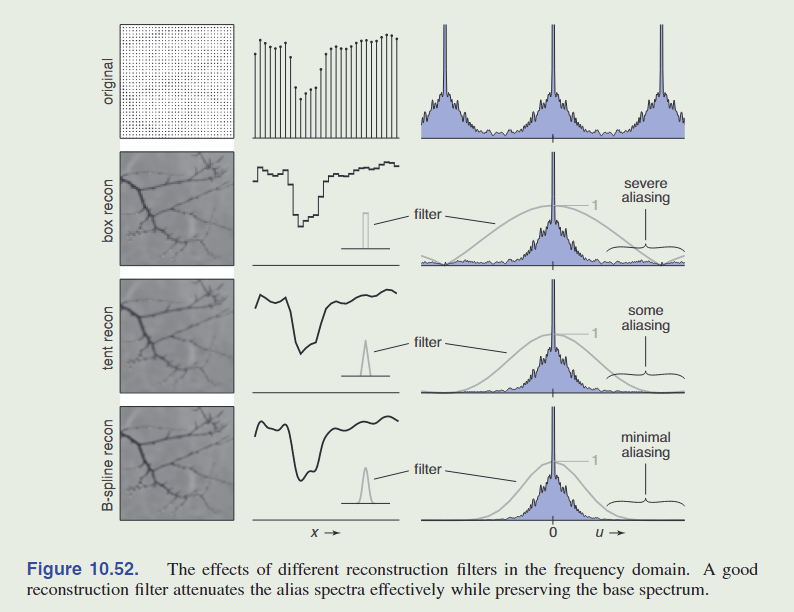 original
box recon
filter
1
severe
aliasing
tent recon
filter
1
some
aliasing
B-spline recon
filter
1
minimal
aliasing
x
0
u
Figure 10.52. The effects of different reconstruction filters in the frequency domain. A good
reconstruction filter attenuates the alias spectra effectively while preserving the base spectrum.